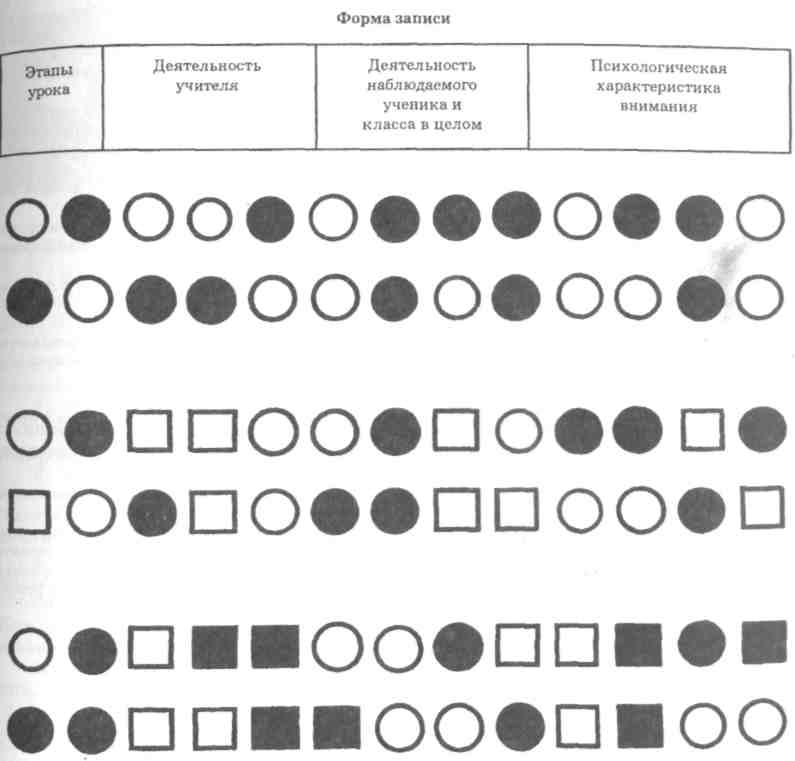 Форма записи
Этапы
урока
Деятельность
учителя
Деятельность
наблюдаемого
ученика и
класса в целом
Психологическая
характеристика
внимания